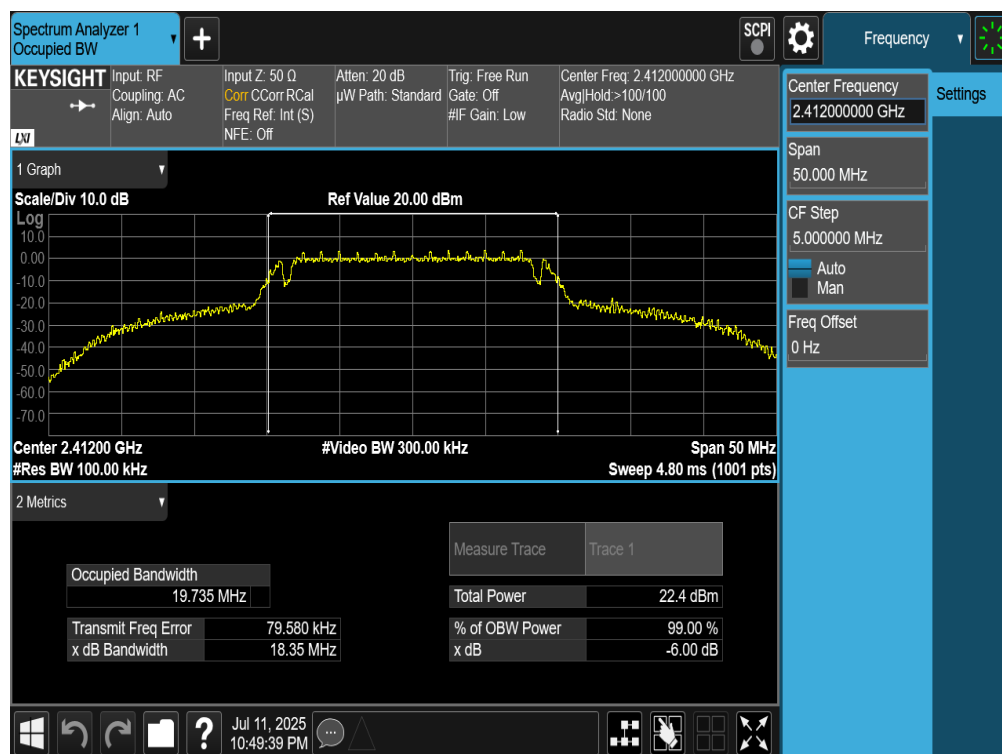 Spectrum Analyzer 1
Occupied BW
+
SCPI
Frequency
KEYSIGHT
LXI
Input: RF
Coupling: AC
Align: Auto
Input Z: 50 Ω
Corr CCorr RCal
Freq Ref: Int (S)
NFE: Off
Atten: 20 dB
µW Path: Standard
Trig: Free Run
Gate: Off
#IF Gain: Low
Center Freq: 2.412000000 GHz
Avg|Hold:>100/100
Radio Std: None
Center Frequency
2.412000000 GHz
Settings
Span
50.000 MHz
CF Step
5.000000 MHz
Auto
Man
Freq Offset
0 Hz
1 Graph
Scale/Div 10.0 dB
Ref Value 20.00 dBm
Log
10.0
0.00
-10.0
-20.0
-30.0
-40.0
-50.0
-60.0
-70.0
Center 2.41200 GHz
#Video BW 300.00 kHz
Span 50 MHz
#Res BW 100.00 kHz
Sweep 4.80 ms (1001 pts)
2 Metrics
Measure Trace
Trace 1
Occupied Bandwidth
19.735 MHz
Total Power
22.4 dBm
Transmit Freq Error
79.580 kHz
% of OBW Power
99.00 %
x dB Bandwidth
18.35 MHz
x dB
-6.00 dB
?
Jul 11, 2025
10:49:39 PM